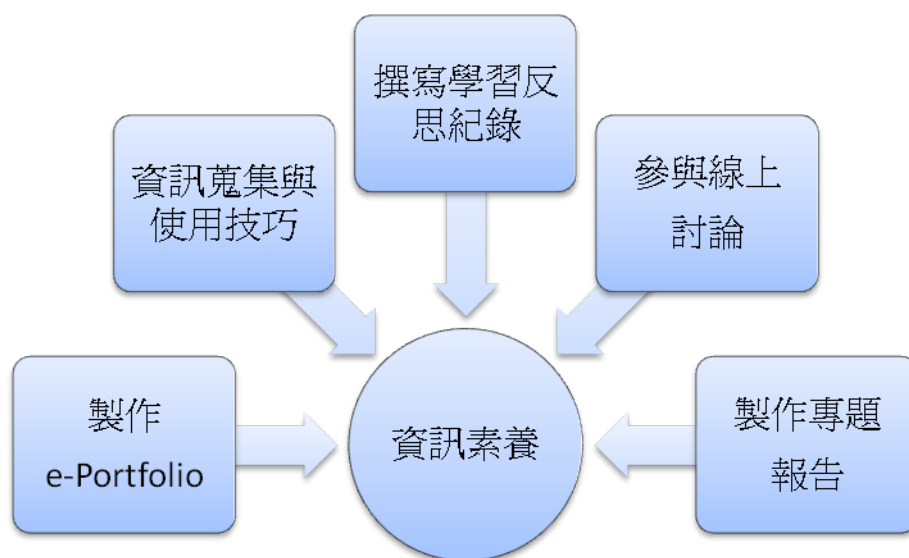 撰寫學習反
思紀錄
資訊蒐集與
使用技巧
參與線上
討論
製作
e-Portfolio
資訊素養
製作專題
報告